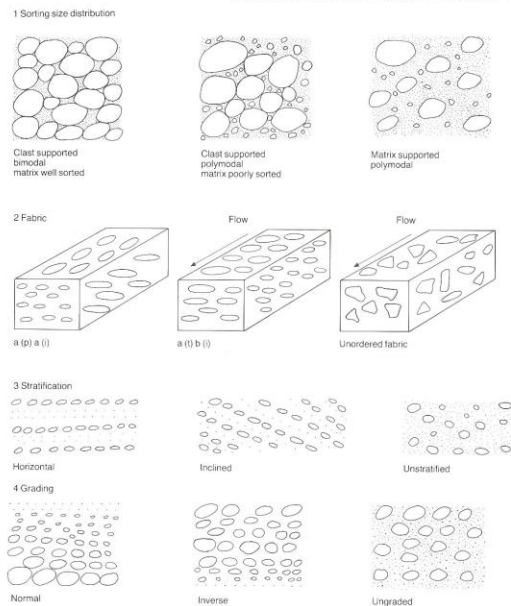 1 Sorting size distribution
Clast supported
bimodal
matrix well sorted
Clast supported
polymodal
matrix poorly sorted
Matrix supported
polymodal
2 Fabric
Flow
Flow
a (p) a (i)
a (t) b (i)
Unordered fabric
3 Stratification
Horizontal
Inclined
Unstratified
4 Grading
Normal
Inverse
Ungraded